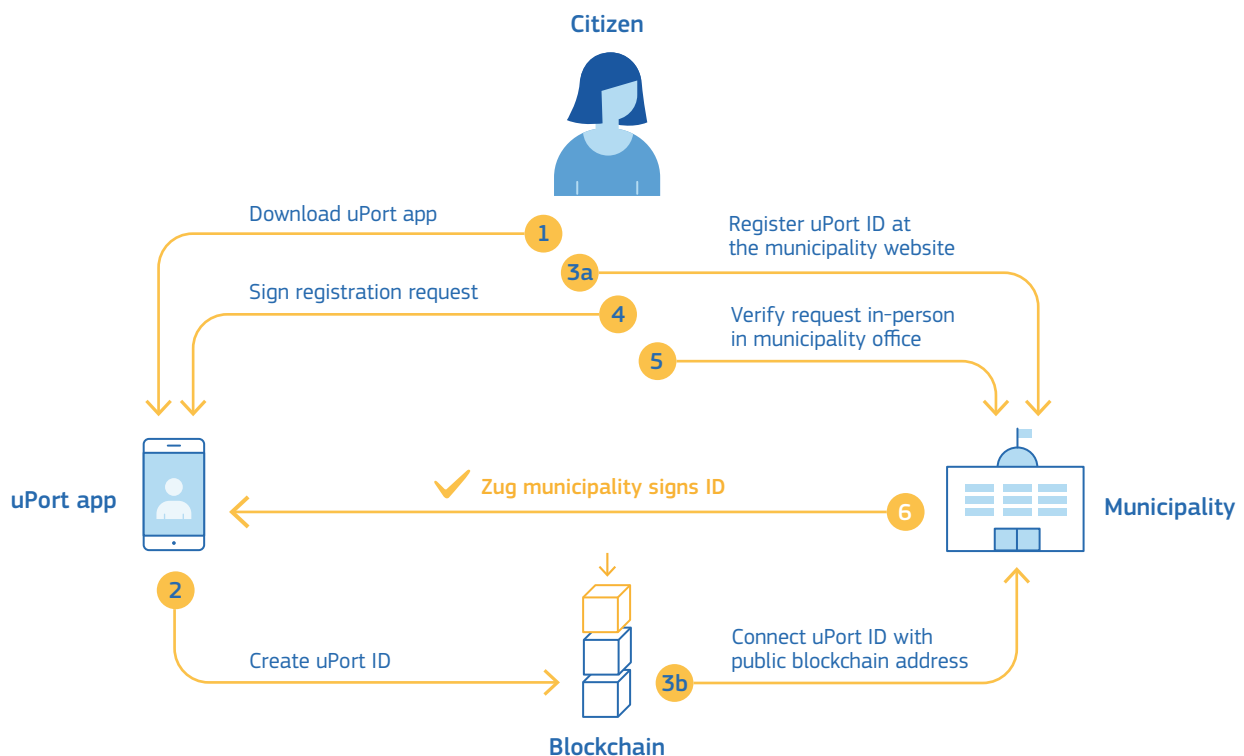 Citizen
Download uPort app
1
Register uPort ID at
the municipality website
3a
Sign registration request
4
Verify request in-person
in municipality office
5
uPort app
Zug municipality signs ID
6
Municipality
2
Create uPort ID
Connect uPort ID with
public blockchain address
3b
Blockchain